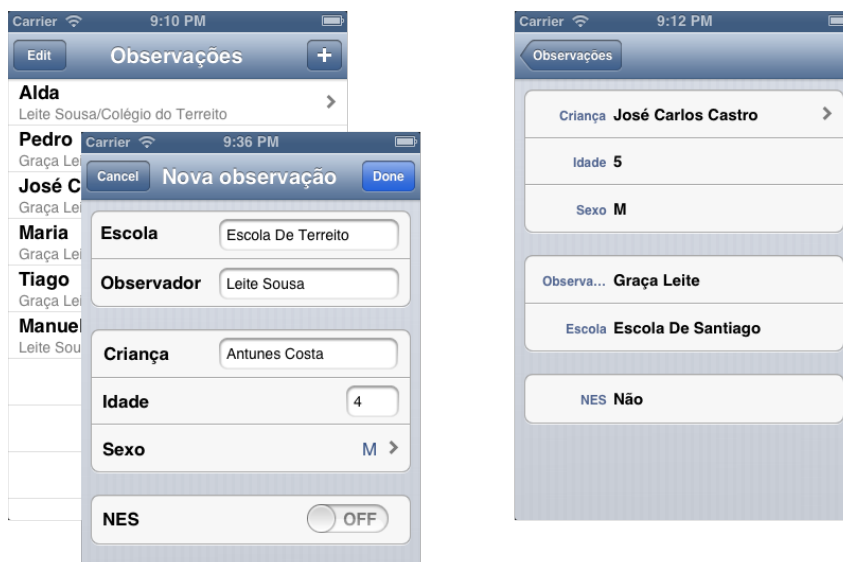 Carrier 9:10 PM
Edit Observações +
Alda
Leite Sousa/Colégio do Terreito
Pedro
Graça Lei
José C
Graça Lei
Maria
Graça Lei
Tiago
Graça Lei
Manuel
Leite Sou
Carrier 9:36 PM
Cancel Nova observação Done
Escola Escola De Terreito
Observador Leite Sousa
Criança Antunes Costa
Idade 4
Sexo M
NES OFF
Carrier 9:12 PM
Observações
Criança José Carlos Castro
Idade 5
Sexo M
Observa... Graça Leite
Escola Escola De Santiago
NES Não